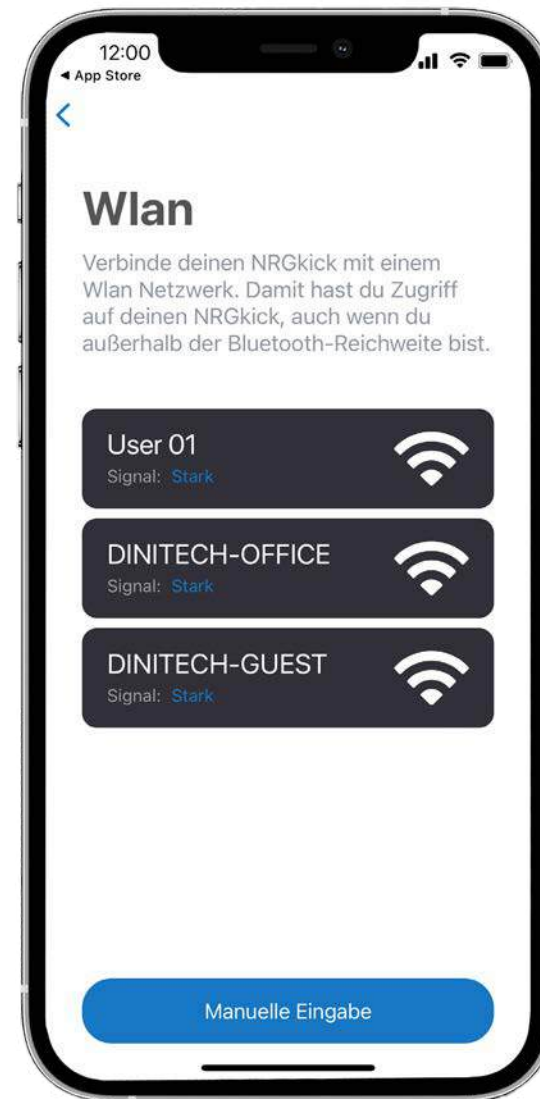 12:00
◀ App Store
Wlan
Verbinde deinen NRGkick mit einem
Wlan Netzwerk. Damit hast du Zugriff
auf deinen NRGkick, auch wenn du
außerhalb der Bluetooth-Reichweite bist.
User 01
Signal: Stark
DINITECH-OFFICE
Signal: Stark
DINITECH-GUEST
Signal: Stark
Manuelle Eingabe